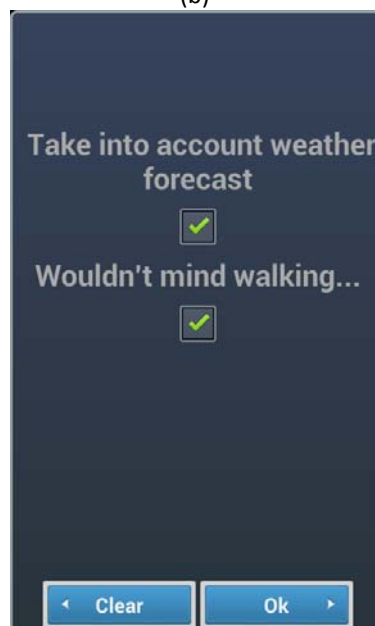 (b)
Take into account weather
forecast
Wouldn't mind walking...
Clear Ok